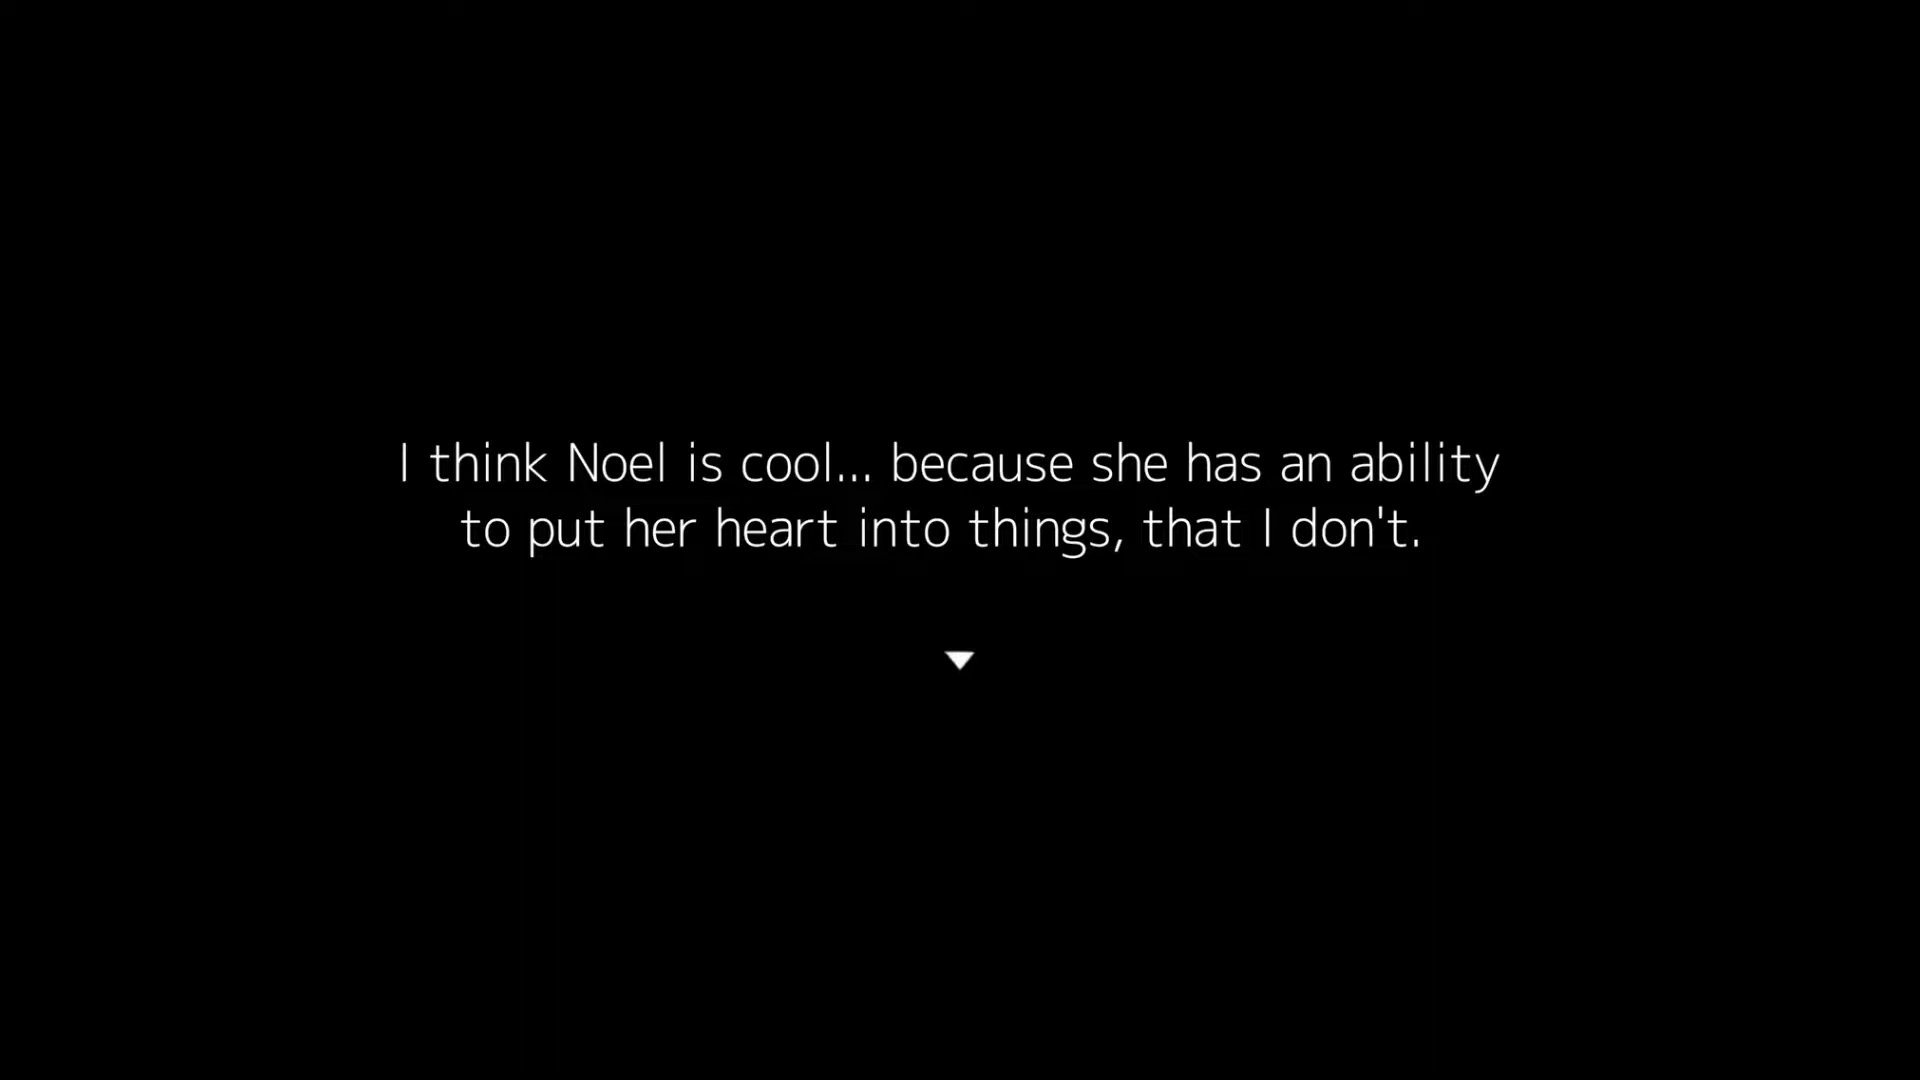 I think Noel is cool... because she has an ability
to put her heart into things, that I don't.